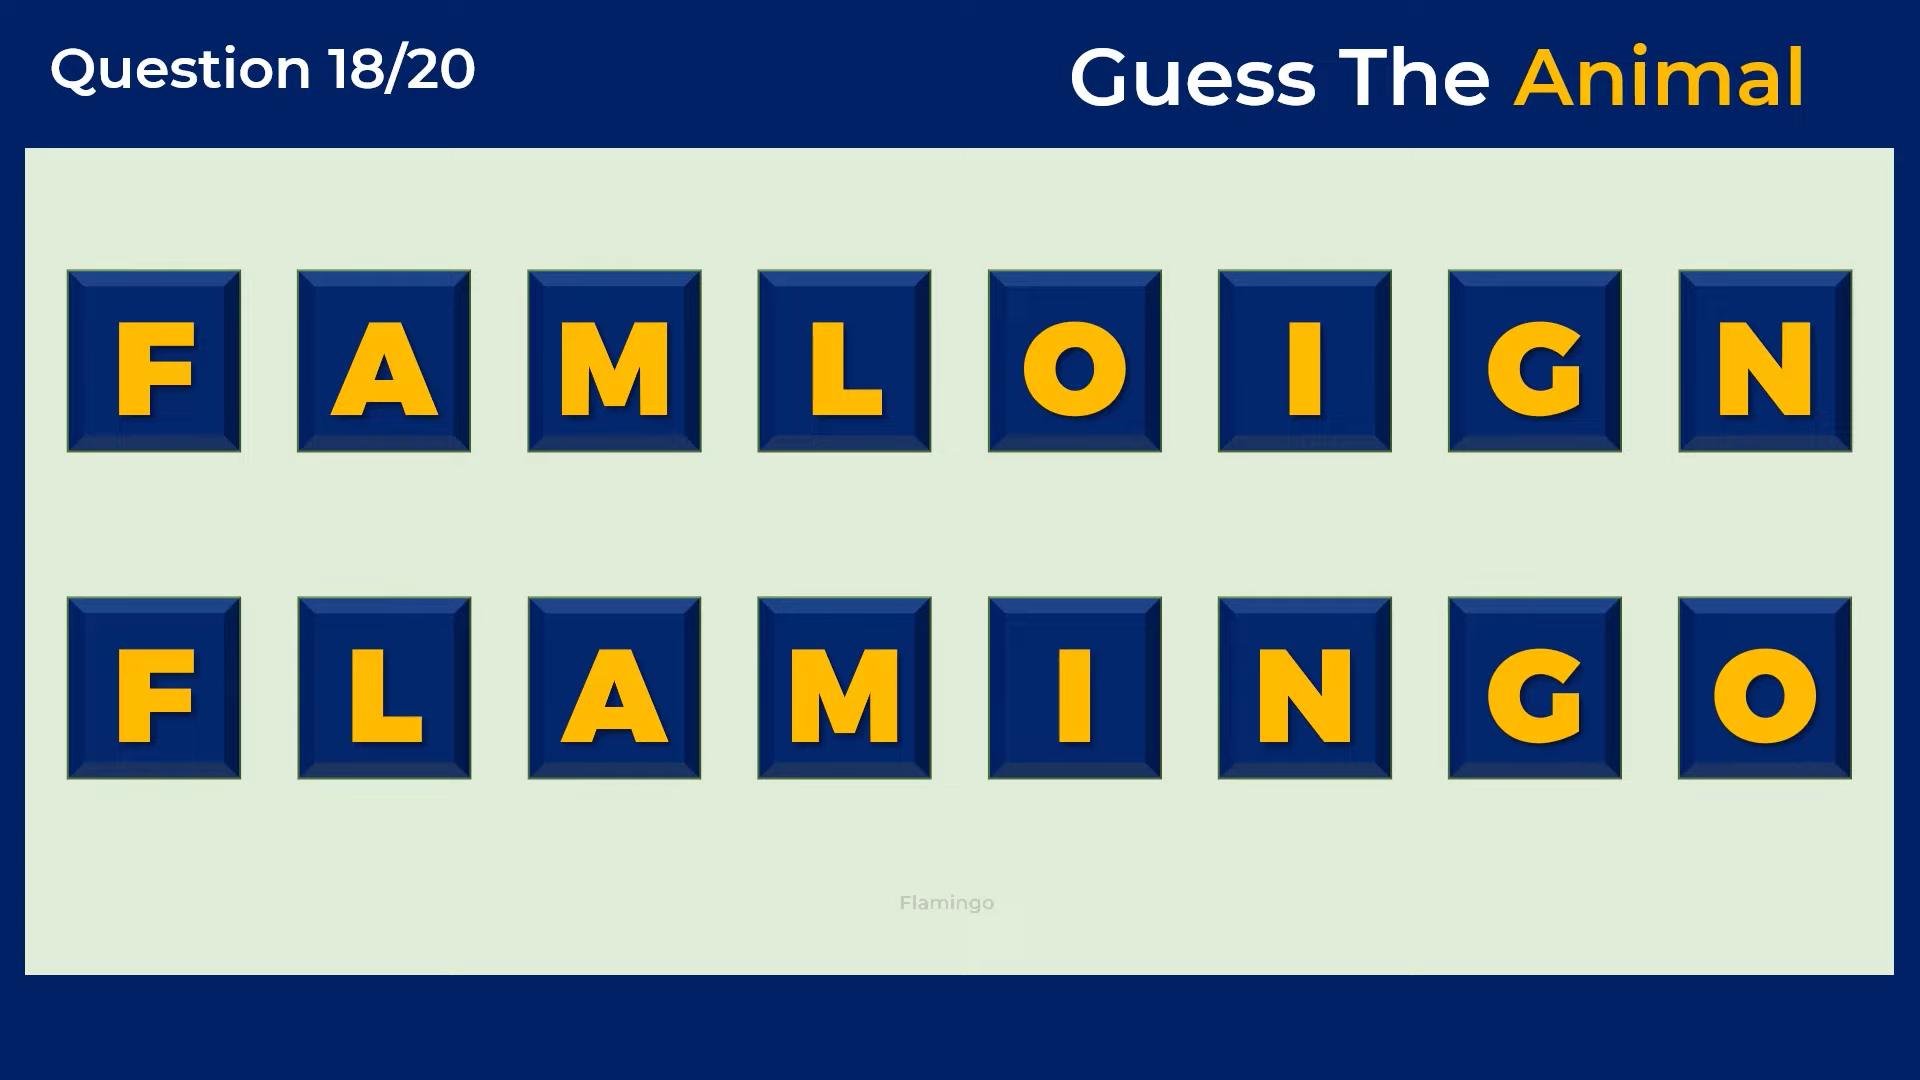 Question 18/20
Guess The Animal
F A M L O I G N
F L A M I N G O
Flamingo